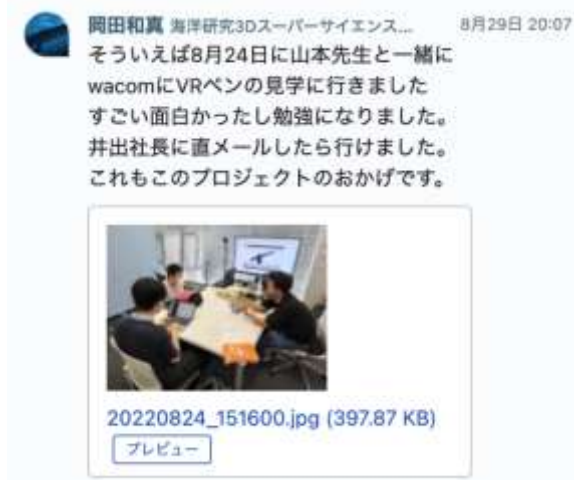 岡田和真 海洋研究3Dスーパーサイエンス... 8月29日 20:07
そういえば8月24日に山本先生と一緒に
wacomにVRペンの見学に行きました
すごい面白かったし勉強になりました。
井出社長に直メールしたら行けました。
これもこのプロジェクトのおかげです。
20220824_151600.jpg (397.87 KB)
プレビュー